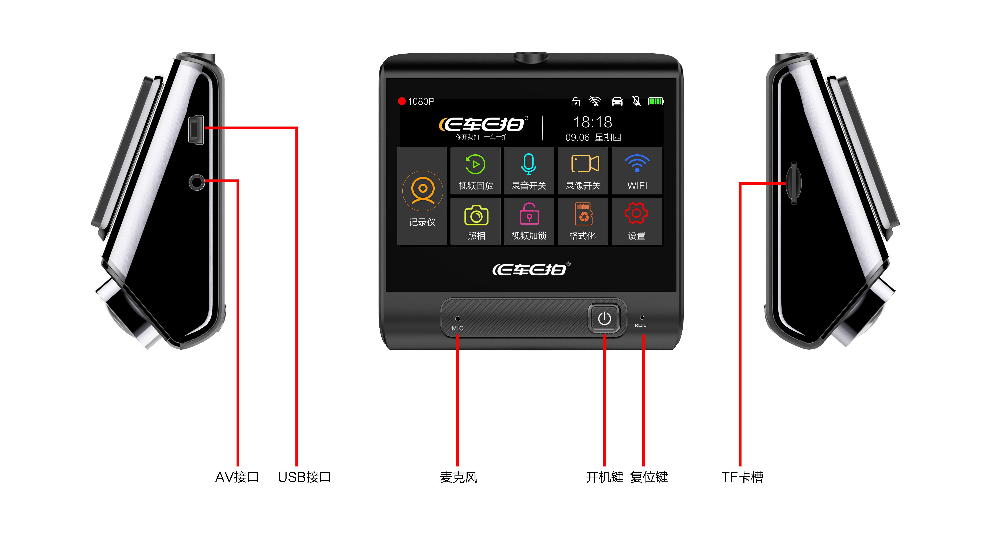 1080P
E车E拍®
18:18
你开我拍 一车一拍
09.06 星期四
视频回放
录音开关
录像开关
WIFI
记录仪
照相
视频加锁
格式化
设置
E车E拍®
MIC
RESET
AV接口
USB接口
麦克风
开机键
复位键
TF卡槽